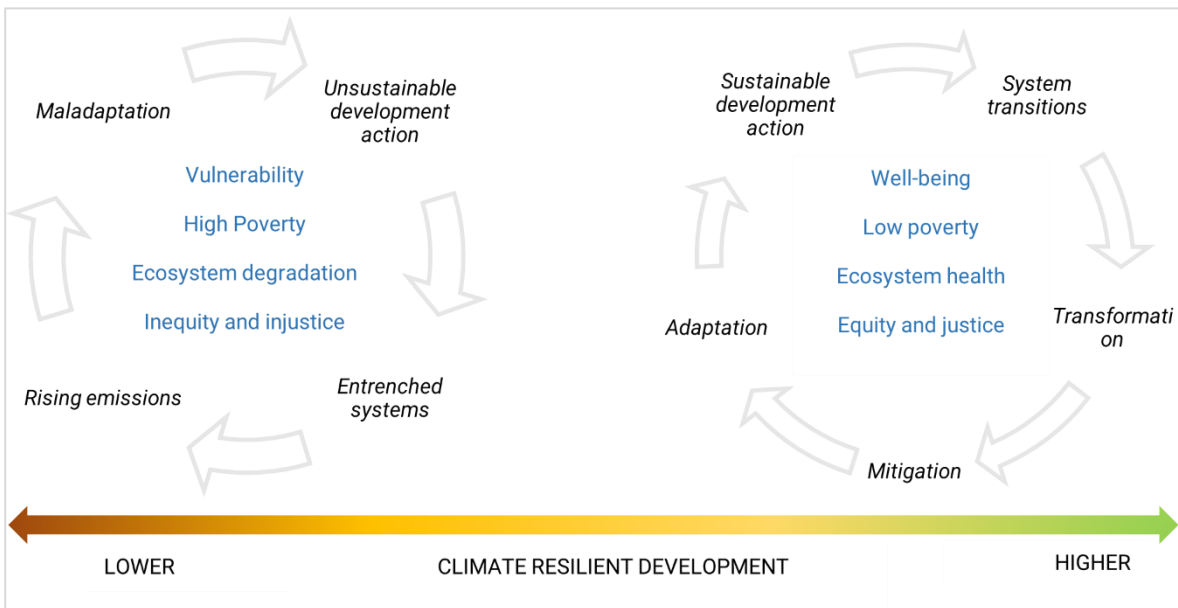 Maladaptation
Unsustainable
development
action
Vulnerability
High Poverty
Ecosystem degradation
Inequity and injustice
Rising emissions
Entrenched
systems
Sustainable
development
action
System
transitions
Well-being
Low poverty
Ecosystem health
Equity and justice
Adaptation
Transformati
on
Mitigation
LOWER
CLIMATE RESILIENT DEVELOPMENT
HIGHER